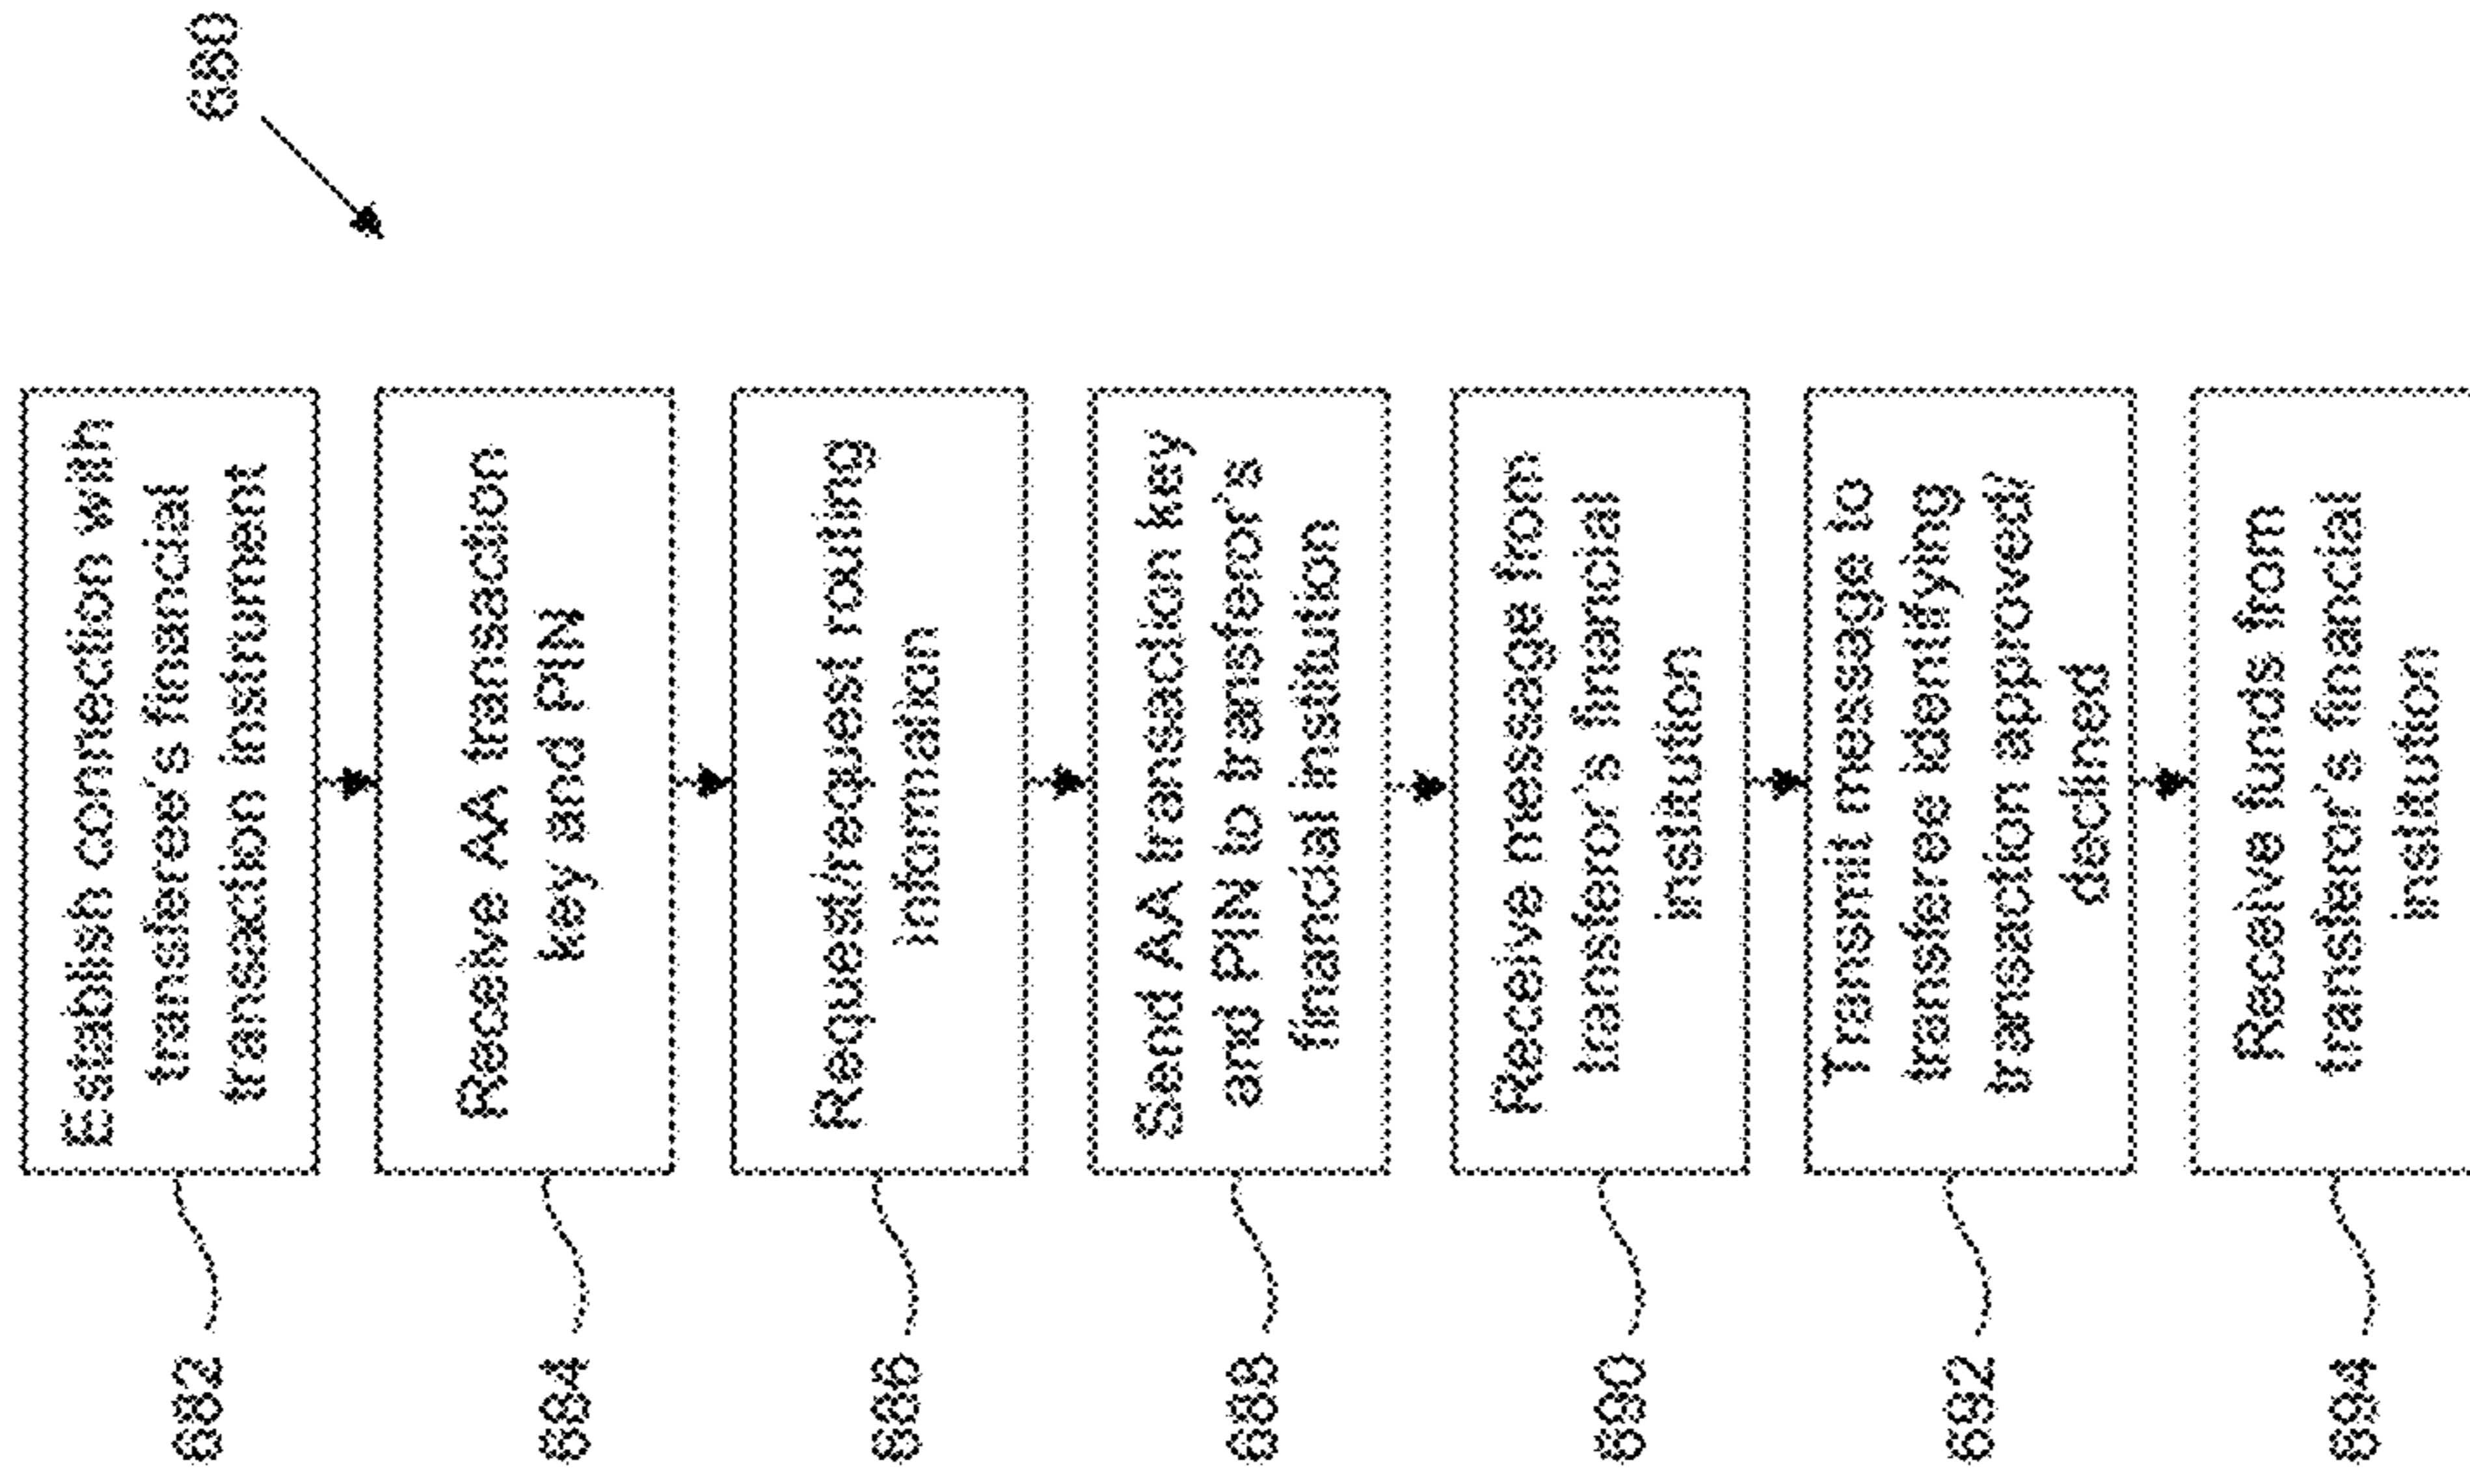 680
682
Establish connection with
transferee's financial
transaction instrument
684
Receive AA transaction
key and PIN
686
Request/request routing
information
688
Send AA transaction key
and PIN to transferor's
financial institution
690
Receive message from
transferor's financial
institution
692
Transmit message to
transferee identifying
transaction approved/
declined
694
Receive funds from
transferor's financial
institution